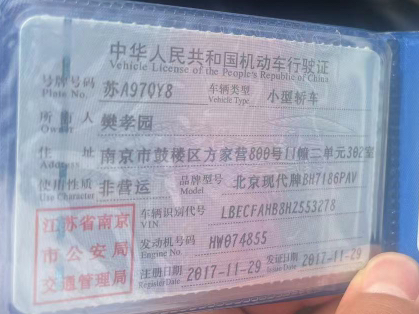 中华人民共和国机动车行驶证
Vehicle License of the People's Republic of China
号牌号码 苏A97QY8 车辆类型 小型轿车
Plate No. Vehicle Type
所有人 樊孝园
Owner
住址 南京市鼓楼区方家营800号11幢二单元302室
Address
使用性质 非营运 品牌型号 北京现代牌BH7186PAV
Use Character Model
江苏省南京市公安局交通管理局
车辆识别代号 LBECFAHB8H2553278
VIN
发动机号码 HW074855
Engine No.
注册日期 2017-11-29 发证日期 2017-11-29
Register Date Issue Date